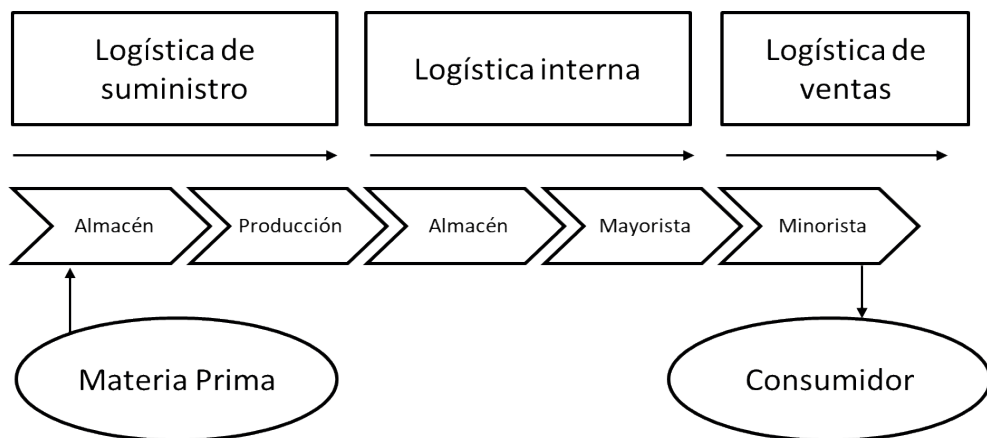 Logística de
suministro
Logística interna
Logística de
ventas
Almacén
Producción
Almacén
Mayorista
Minorista
Materia Prima
Consumidor